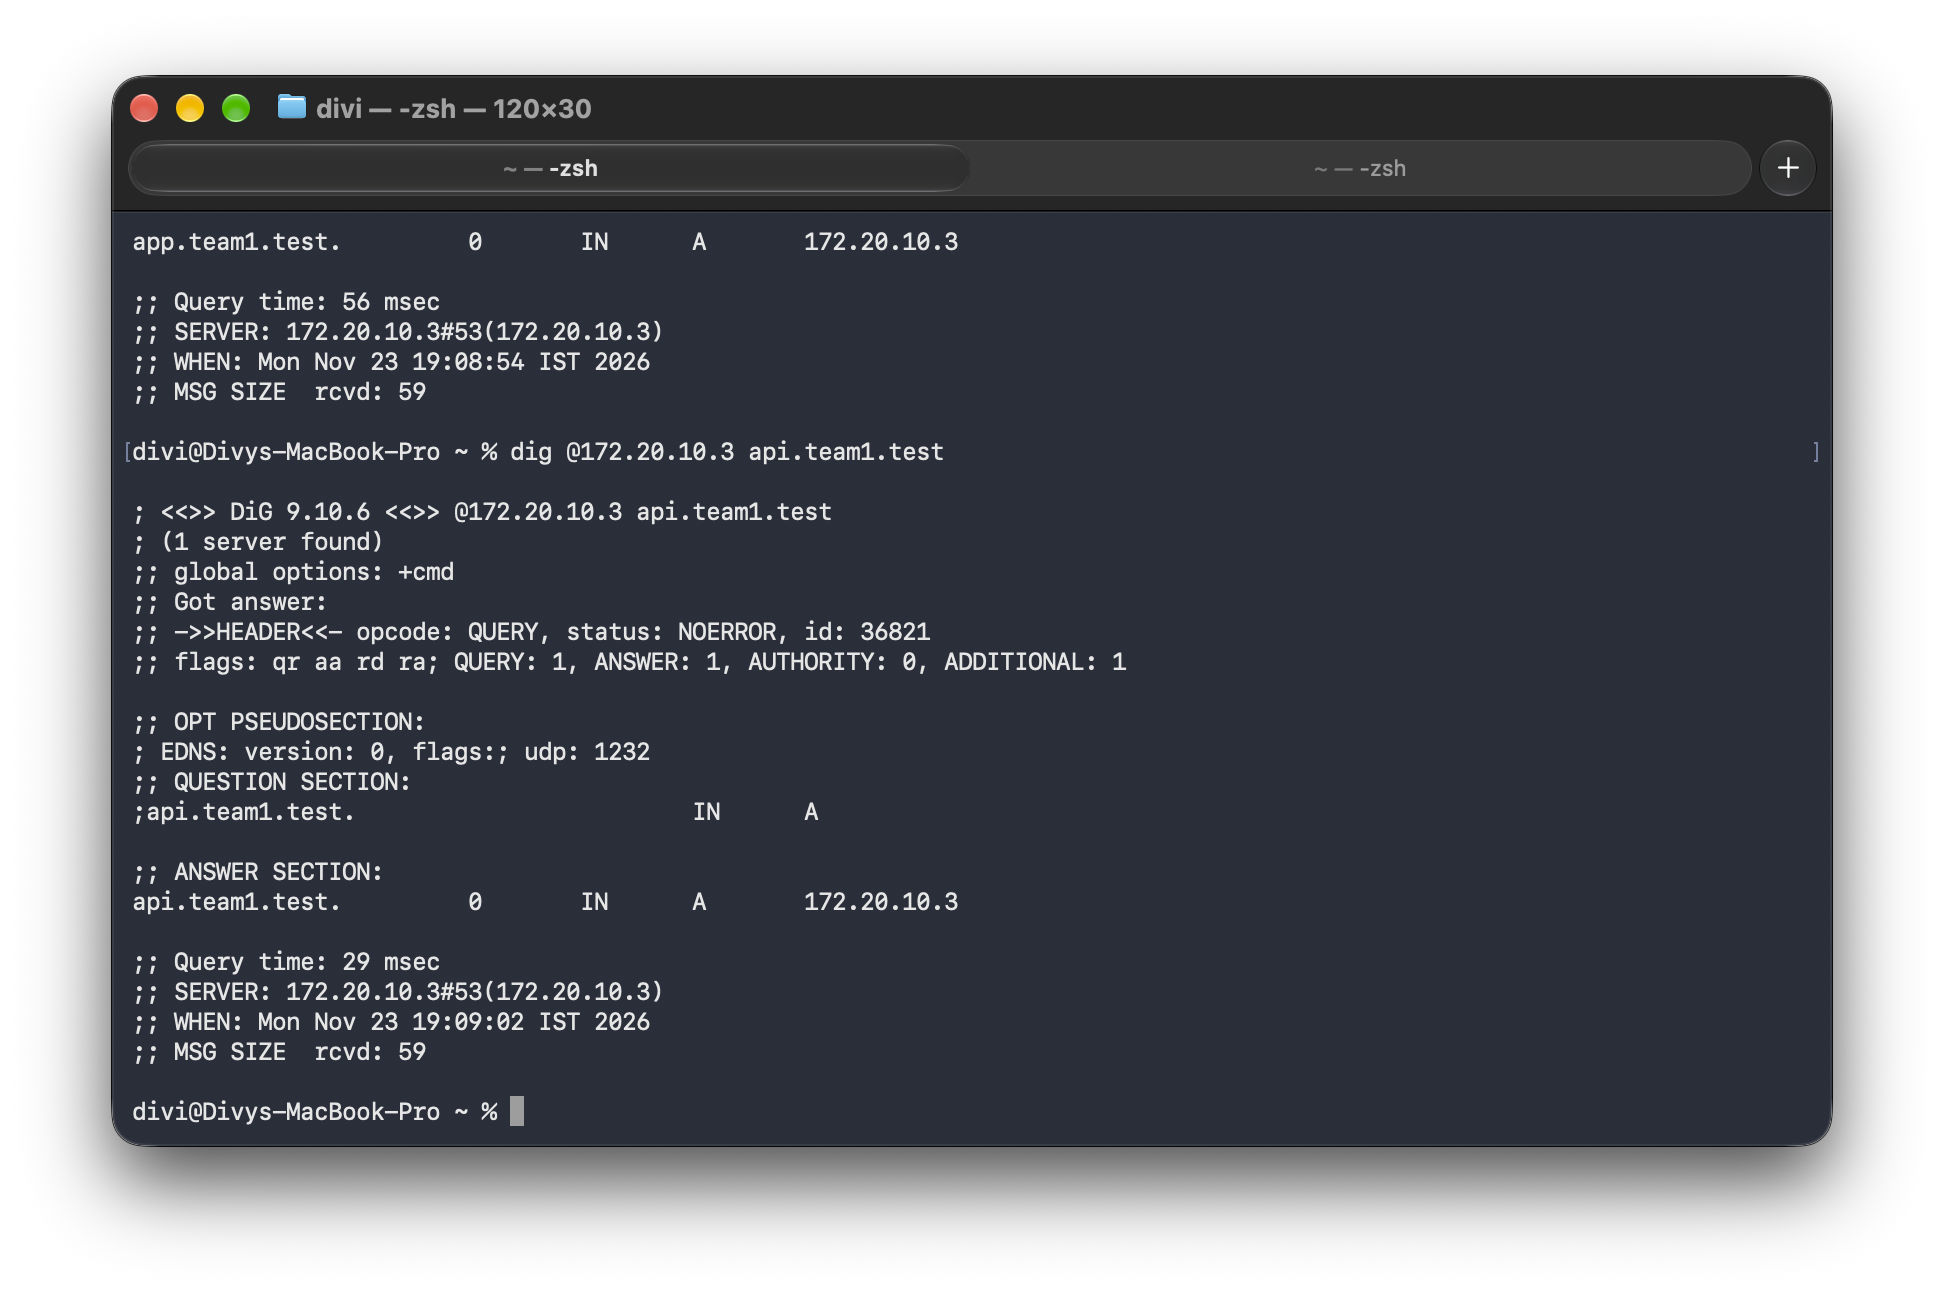 divi — -zsh — 120×30
~ — -zsh
~ — -zsh
+
app.team1.test.         0       IN      A       172.20.10.3
;; Query time: 56 msec
;; SERVER: 172.20.10.3#53(172.20.10.3)
;; WHEN: Mon Nov 23 19:08:54 IST 2026
;; MSG SIZE  rcvd: 59
[divi@Divys-MacBook-Pro ~ % dig @172.20.10.3 api.team1.test ]
; <<>> DiG 9.10.6 <<>> @172.20.10.3 api.team1.test
; (1 server found)
;; global options: +cmd
;; Got answer:
;; ->>HEADER<<- opcode: QUERY, status: NOERROR, id: 36821
;; flags: qr aa rd ra; QUERY: 1, ANSWER: 1, AUTHORITY: 0, ADDITIONAL: 1
;; OPT PSEUDOSECTION:
; EDNS: version: 0, flags:; udp: 1232
;; QUESTION SECTION:
;api.team1.test.                        IN      A
;; ANSWER SECTION:
api.team1.test.         0       IN      A       172.20.10.3
;; Query time: 29 msec
;; SERVER: 172.20.10.3#53(172.20.10.3)
;; WHEN: Mon Nov 23 19:09:02 IST 2026
;; MSG SIZE  rcvd: 59
divi@Divys-MacBook-Pro ~ %